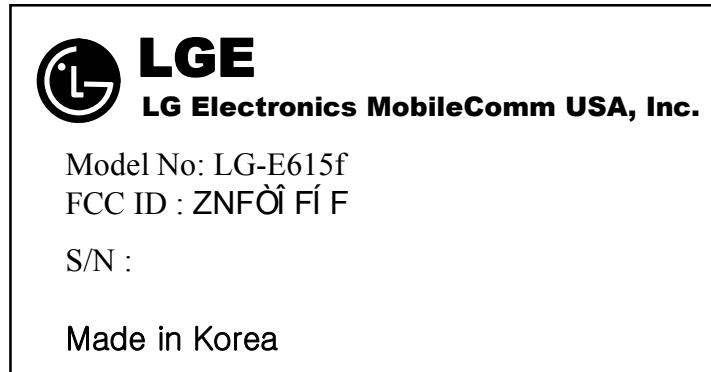 LGE
LG Electronics MobileComm USA, Inc.
Model No: LG-E615f
FCC ID : ZNFÒÎ FÍ F
S/N :
Made in Korea